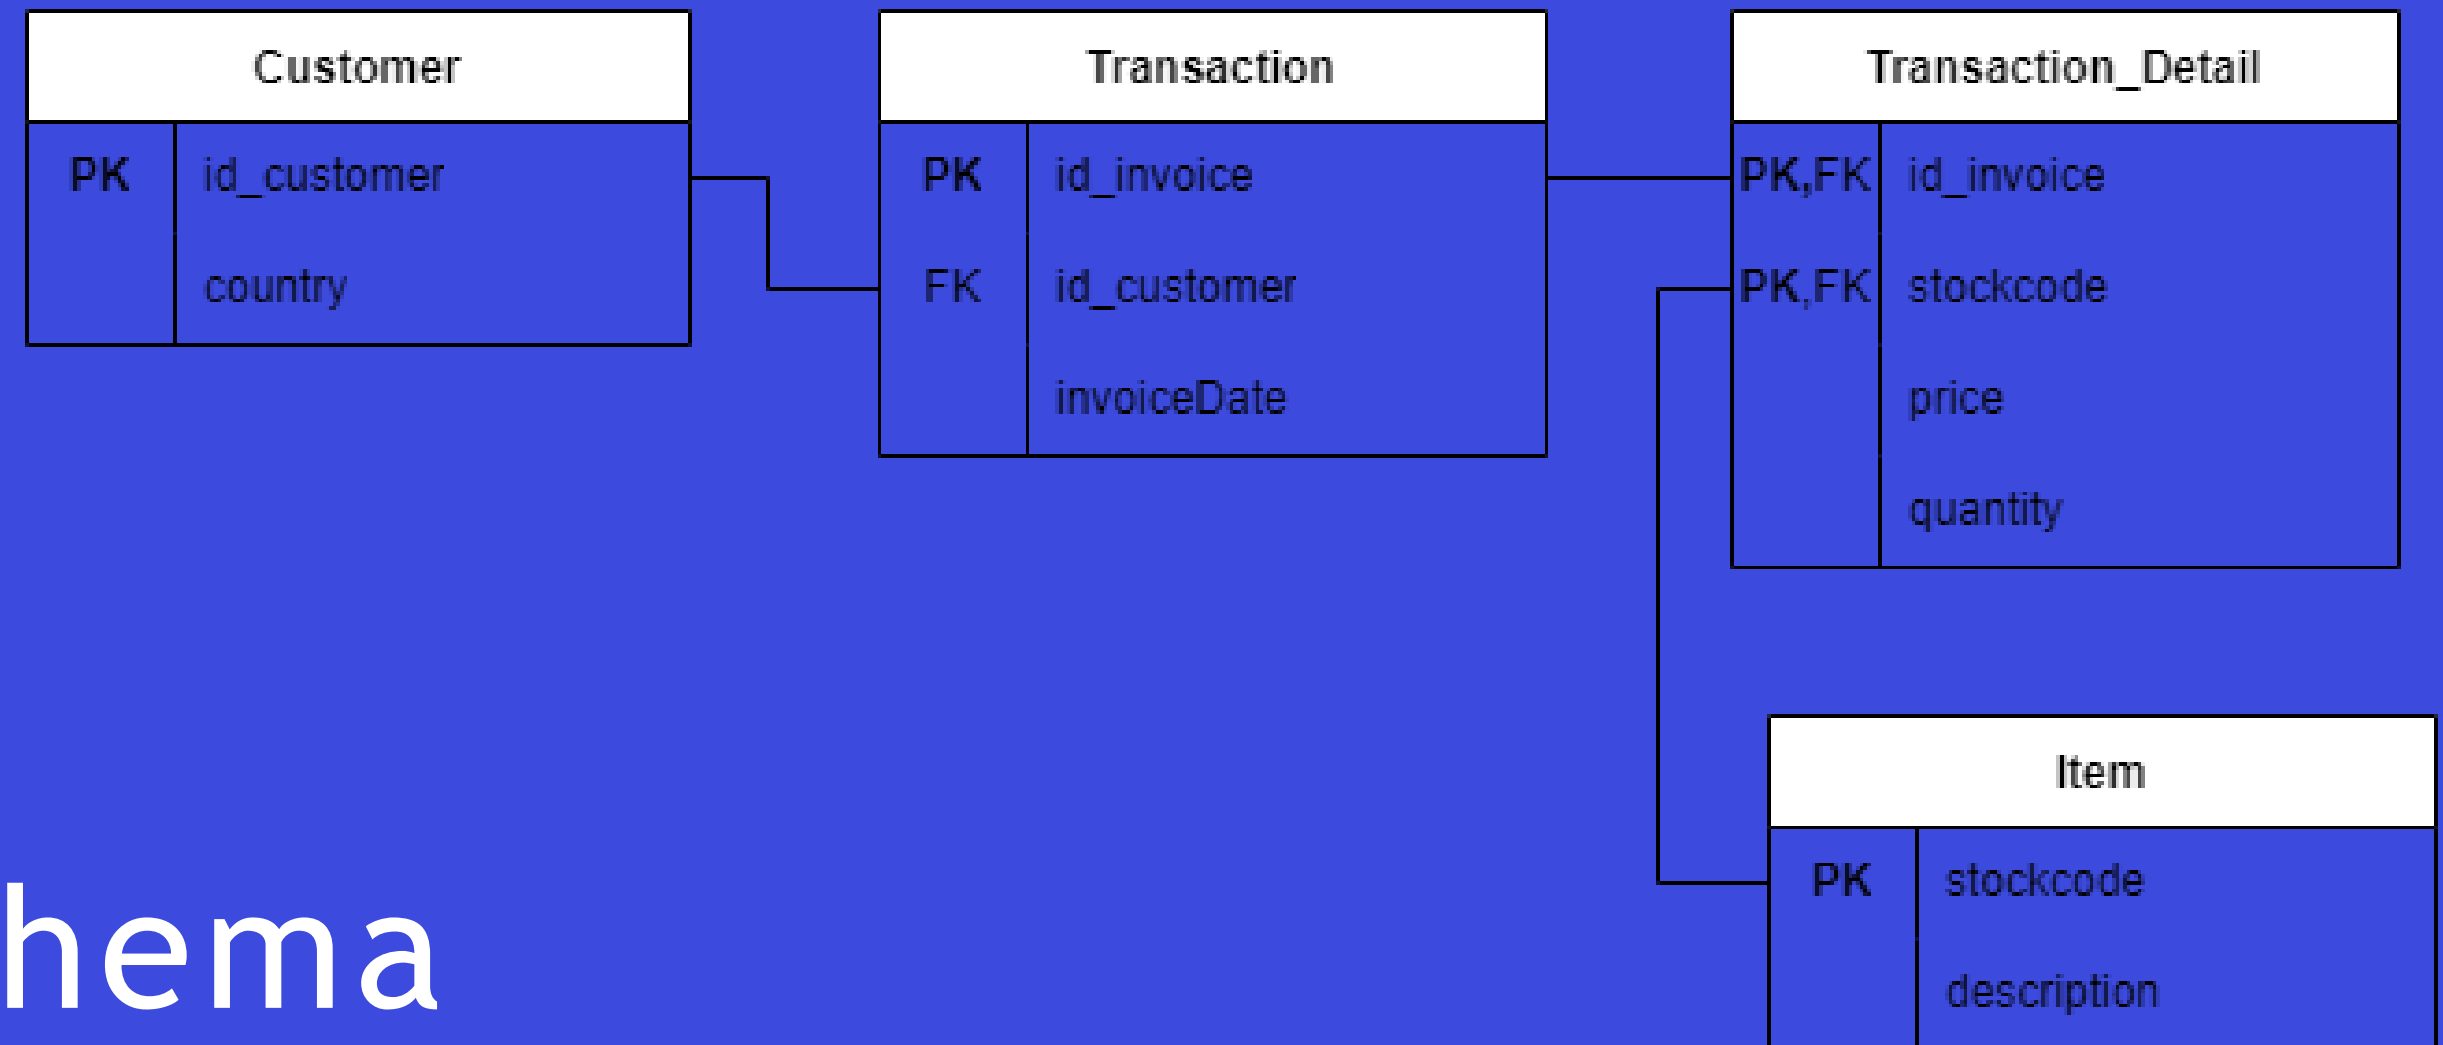 Customer
PK id_customer
country
Transaction
PK id_invoice
FK id_customer
invoiceDate
Transaction_Detail
PK,FK id_invoice
PK,FK stockcode
price
quantity
Item
PK stockcode
description
hema